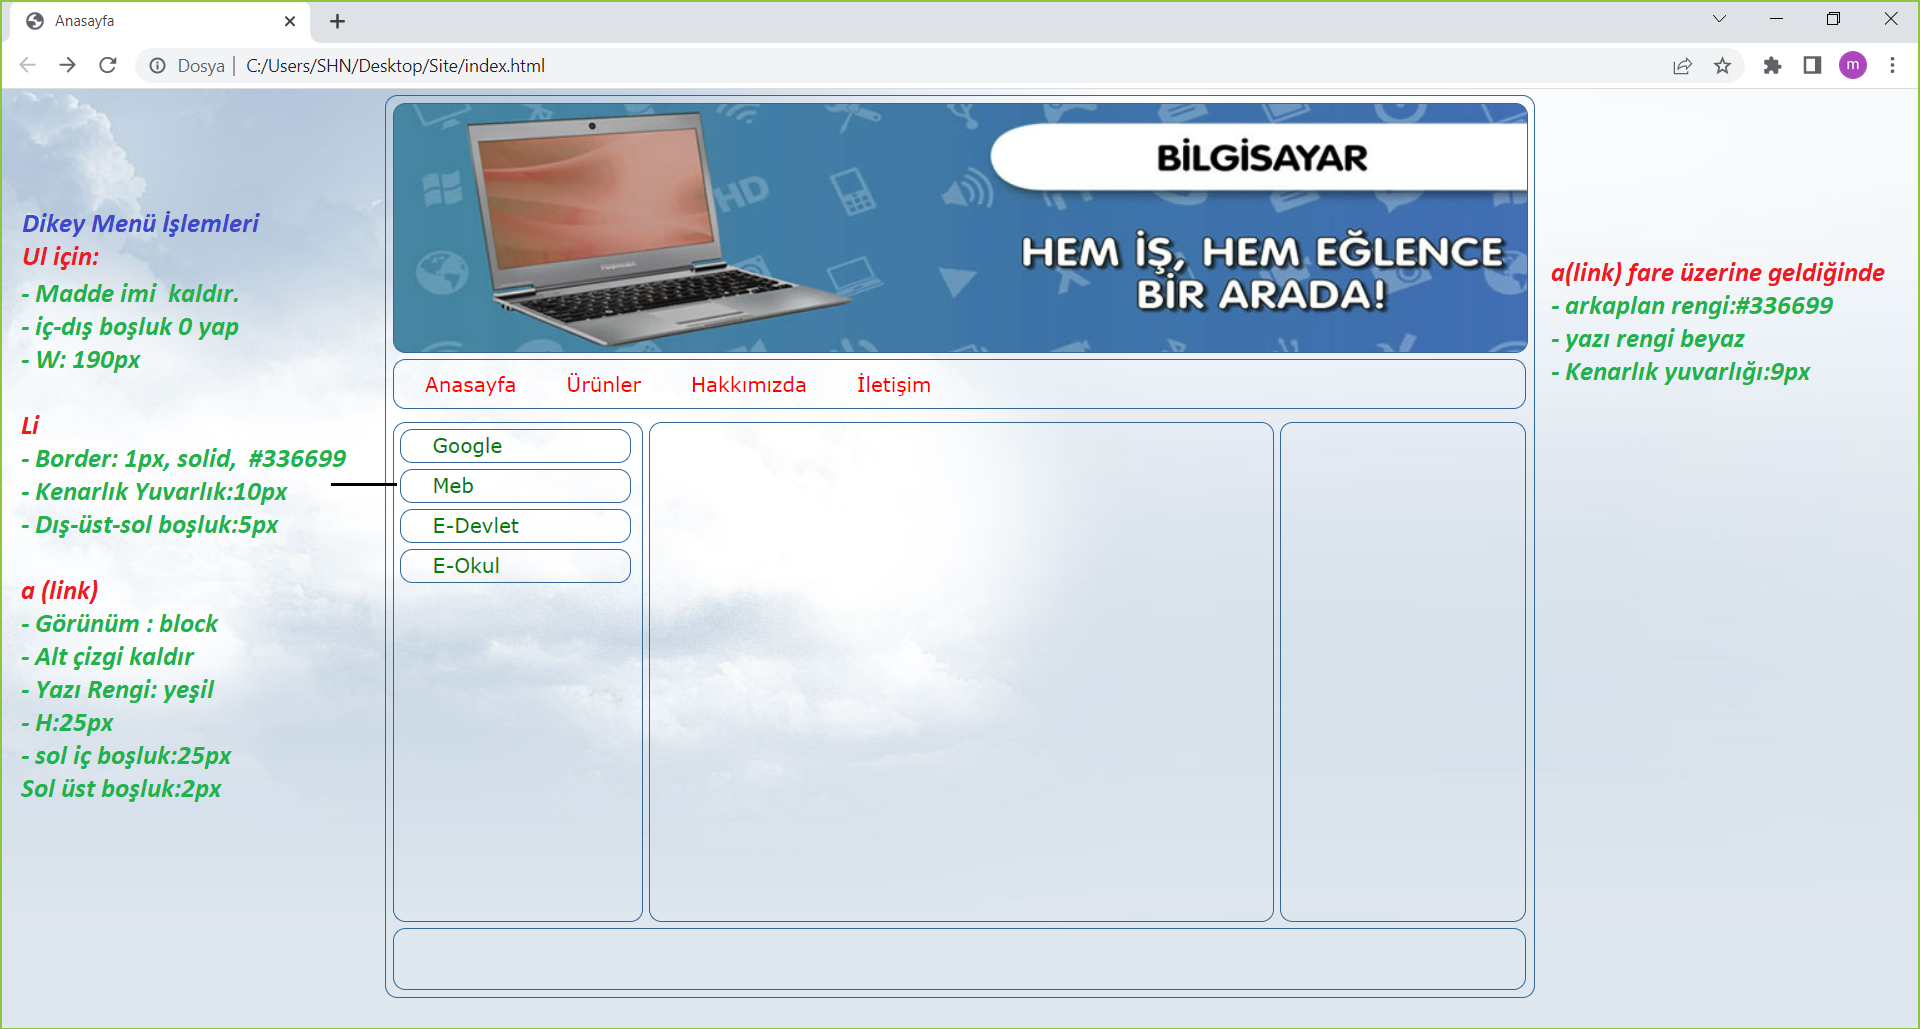 Anasayfa
Dosya | C:/Users/SHN/Desktop/Site/index.html
m
HD
TOSHIBA
BİLGİSAYAR
HEM İŞ, HEM EĞLENCE
BİR ARADA!
Dikey Menü İşlemleri
Ul için:
- Madde imi kaldır.
- iç-dış boşluk 0 yap
- W: 190px
Li
- Border: 1px, solid, #336699
- Kenarlık Yuvarlık:10px
- Dış-üst-sol boşluk:5px
a (link)
- Görünüm : block
- Alt çizgi kaldır
- Yazı Rengi: yeşil
- H:25px
- sol iç boşluk:25px
Sol üst boşluk:2px
Anasayfa Ürünler Hakkımızda İletişim
Google
Meb
E-Devlet
E-Okul
a(link) fare üzerine geldiğinde
- arkaplan rengi:#336699
- yazı rengi beyaz
- Kenarlık yuvarlığı:9px